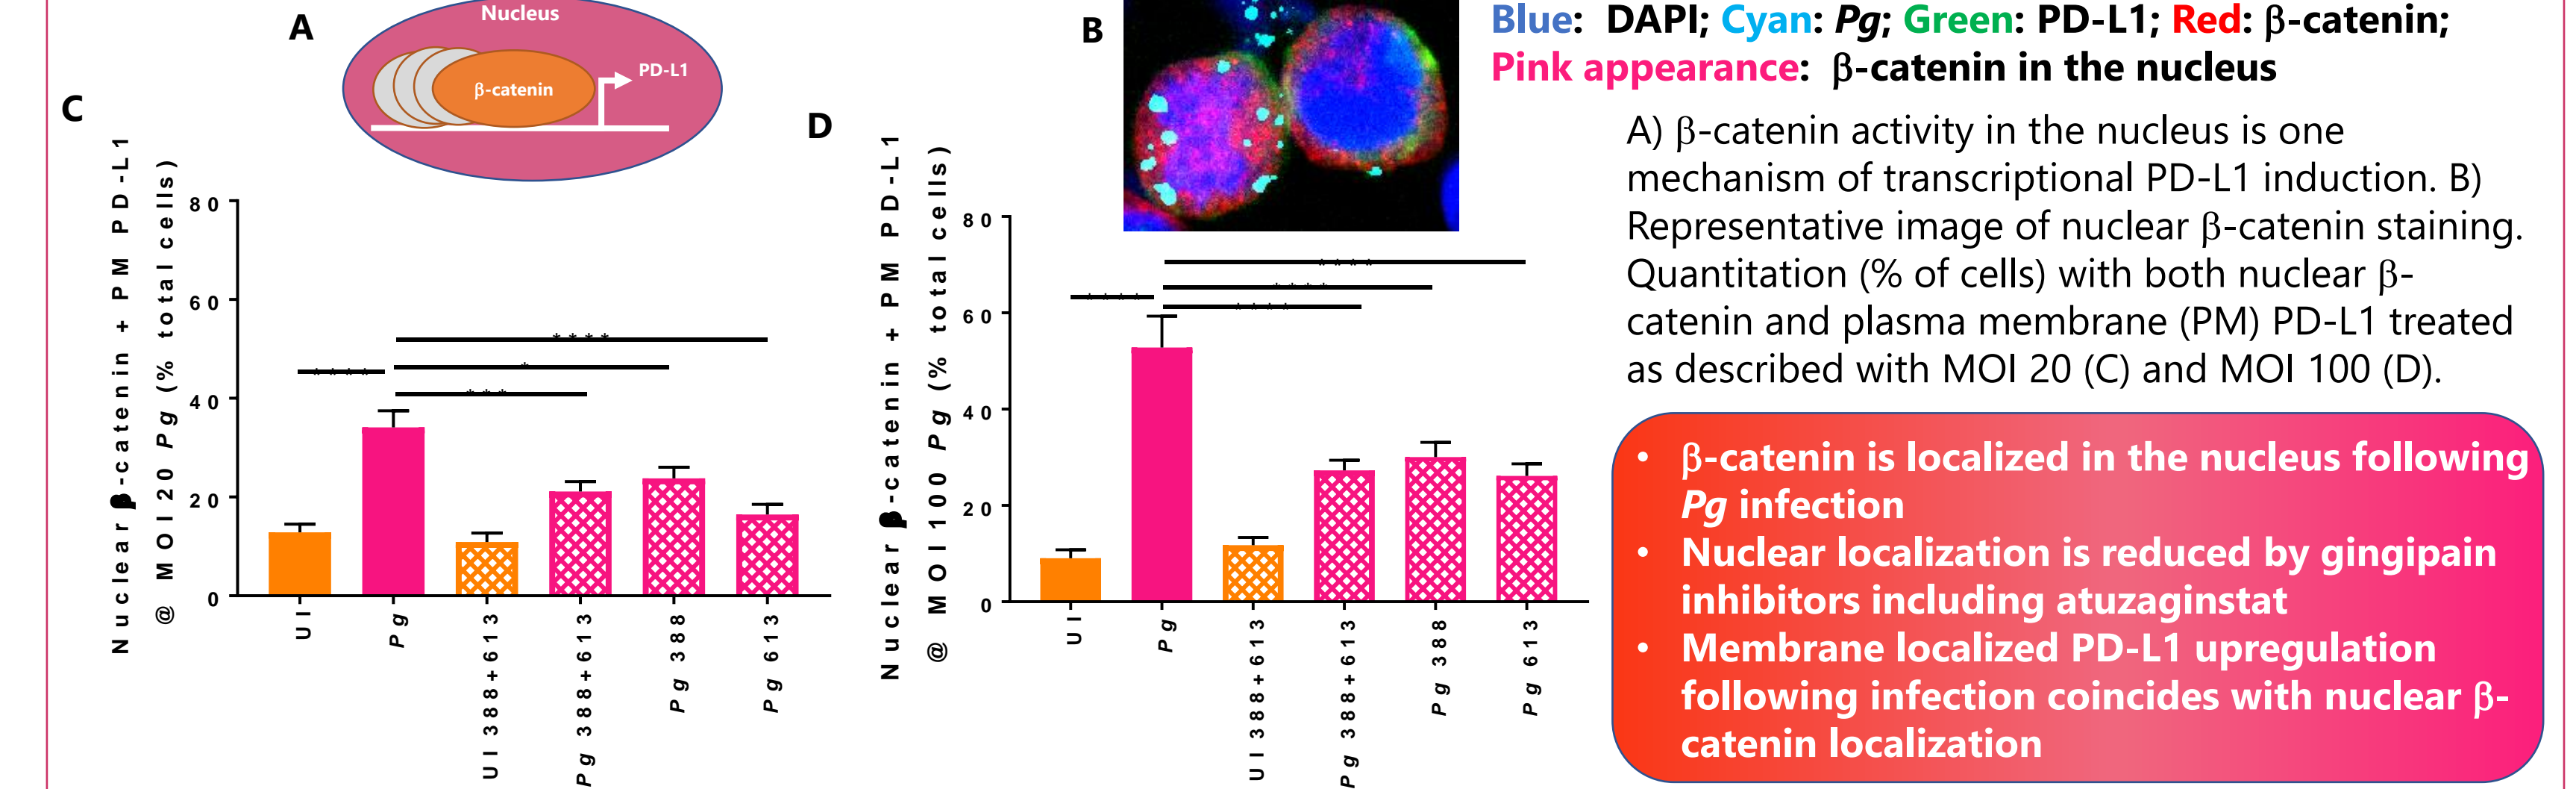 A
Nucleus
β-catenin
PD-L1
B
Blue: DAPI; Cyan: Pg; Green: PD-L1; Red: β-catenin;
Pink appearance: β-catenin in the nucleus
C
Nuclear β-catenin + PM PD-L1
@ MOI 20 Pg (% total cells)
80
60
40
20
0
****
****
*
***
UI
Pg
UI 388+613
Pg 388+613
Pg 388
Pg 613
D
Nuclear β-catenin + PM PD-L1
@ MOI 100 Pg (% total cells)
80
60
40
20
0
****
****
****
****
UI
Pg
UI 388+613
Pg 388+613
Pg 388
Pg 613
A) β-catenin activity in the nucleus is one
mechanism of transcriptional PD-L1 induction. B)
Representative image of nuclear β-catenin staining.
Quantitation (% of cells) with both nuclear β-
catenin and plasma membrane (PM) PD-L1 treated
as described with MOI 20 (C) and MOI 100 (D).
• β-catenin is localized in the nucleus following
Pg infection
• Nuclear localization is reduced by gingipain
inhibitors including atuzaginstat
• Membrane localized PD-L1 upregulation
following infection coincides with nuclear β-
catenin localization